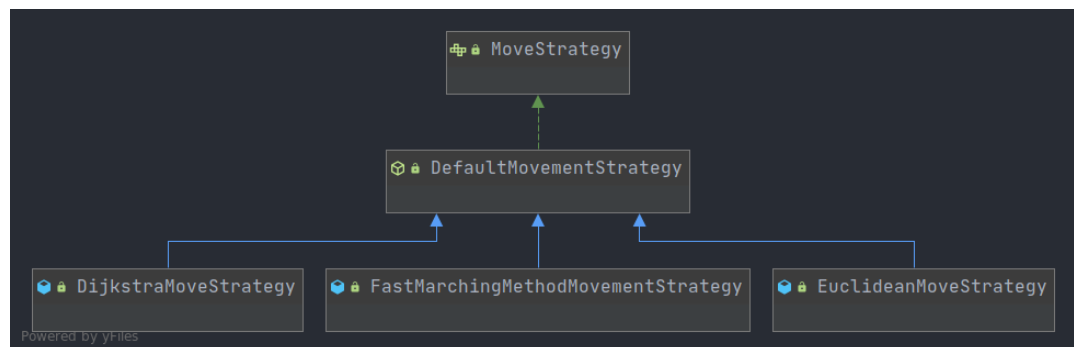 MoveStrategy
DefaultMovementStrategy
DijkstraMoveStrategy
FastMarchingMethodMovementStrategy
EuclideanMoveStrategy
Powered by yFiles